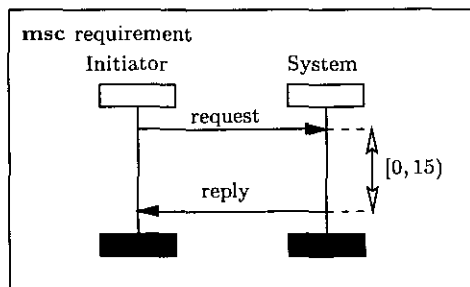 msc requirement
Initiator System
request
[0, 15)
reply